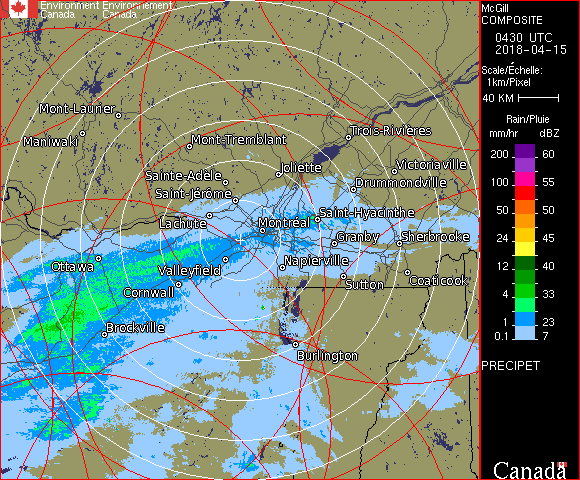 Environment Environnement
Canada Canada
McGill
COMPOSITE
0430 UTC
2018-04-15
Scale/Échelle:
1km/Pixel
40 KM
Rain/Pluie
mm/hr dBZ
200 60
100 55
50 50
24 45
12 40
4 33
1 23
0.1 7
PRECIPET
Canada
Mont-Laurier
Maniwaki
Mont-Tremblant
Trois-Rivières
Joliette
Victoriaville
Sainte-Adèle
Drummondville
Saint-Jérôme
Saint-Hyacinthe
Lachute
Montréal
Granby
Sherbrooke
Ottawa
Valleyfield
Napierville
Sutton
Coaticook
Cornwall
Brockville
Burlington